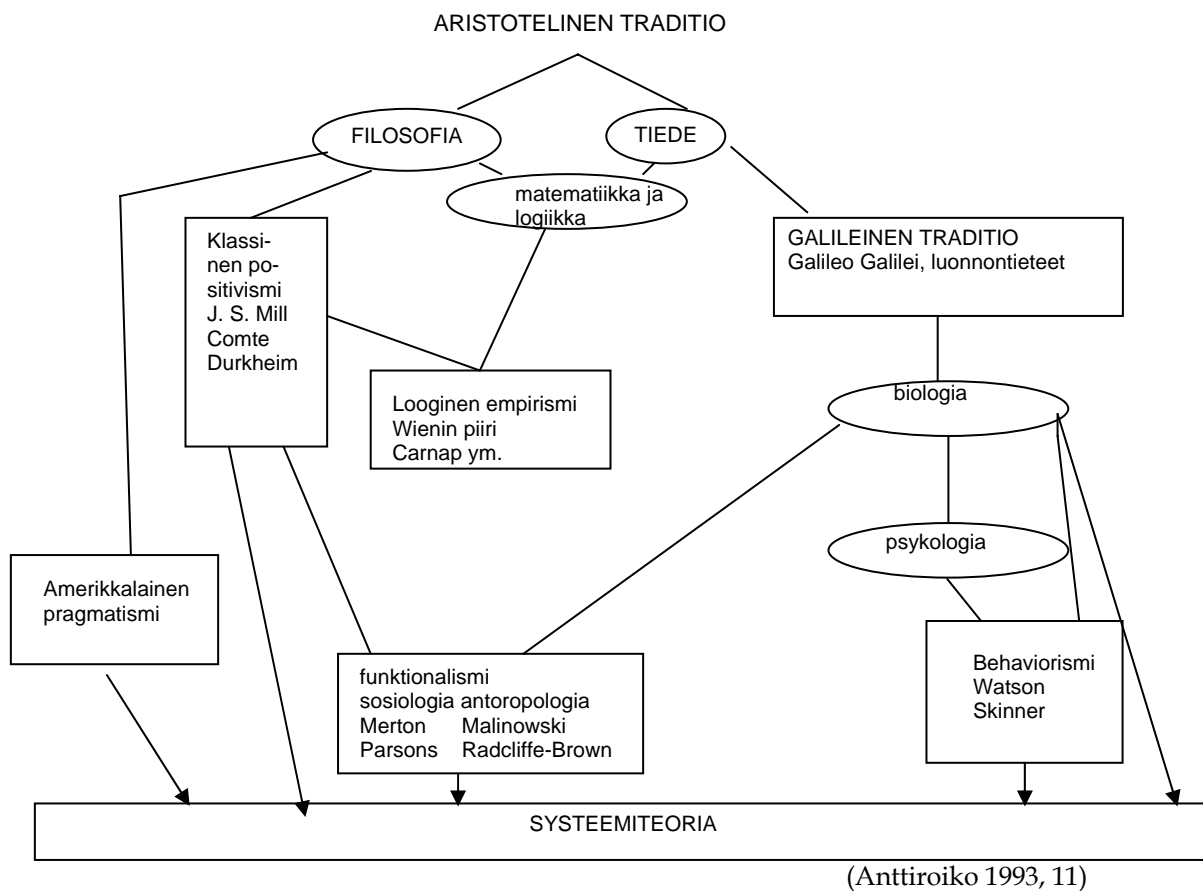 ARISTOTELINEN TRADITIO
FILOSOFIA
TIEDE
matematiikka ja
logiikka
Klassi-
nen po-
sitivismi
J. S. Mill
Comte
Durkheim
GALILEINEN TRADITIO
Galileo Galilei, luonnontieteet
Looginen empirismi
Wienin piiri
Carnap ym.
biologia
psykologia
Amerikkalainen
pragmatismi
funktionalismi
sosiologia antoropologia
Merton Malinowski
Parsons Radcliffe-Brown
Behaviorismi
Watson
Skinner
SYSTEEMITEORIA
(Anttiroiko 1993, 11)